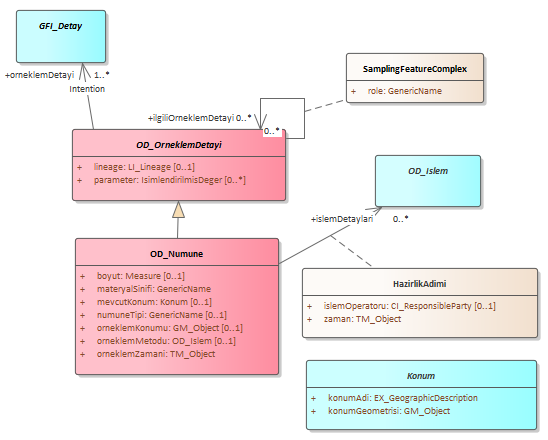 GFI_Detay
+orneklemDetayi 1..*
Intention
SamplingFeatureComplex
+ role: GenericName
+ilgiliOrneklemDetayi 0..*
0..*
OD_OrneklemDetayi
+ lineage: LI_Lineage [0..1]
+ parameter: IsimlendirilmisDeger [0..*]
OD_Islem
+islemDetaylari 0..*
OD_Numune
+ boyut: Measure [0..1]
+ materyalSinifi: GenericName
+ mevcutKonum: Konum [0..1]
+ numuneTipi: GenericName [0..1]
+ orneklemKonumu: GM_Object [0..1]
+ orneklemMetodu: OD_Islem [0..1]
+ orneklemZamani: TM_Object
HazirlikAdimi
+ islemOperatoru: CI_ResponsibleParty [0..1]
+ zaman: TM_Object
Konum
+ konumAdi: EX_GeographicDescription
+ konumGeometrisi: GM_Object